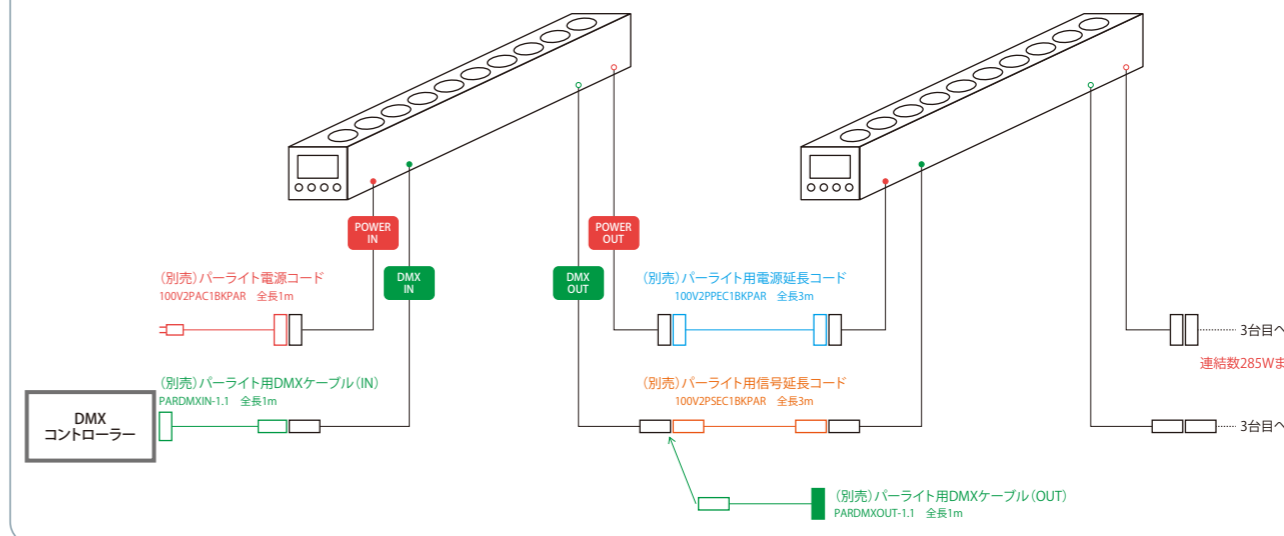 POWER
IN
DMX
IN
POWER
OUT
DMX
OUT
(別売)パーライト電源コード
100V2PAC1BKPAR 全長1m
(別売)パーライト用電源延長コード
100V2PPEC1BKPAR 全長3m
3台目へ
連結数285Wま
(別売)パーライト用DMXケーブル(IN)
PARDMXIN-1.1 全長1m
(別売)パーライト用信号延長コード
100V2PSEC1BKPAR 全長3m
DMX
コントローラー
3台目へ
(別売)パーライト用DMXケーブル(OUT)
PARDMXOUT-1.1 全長1m